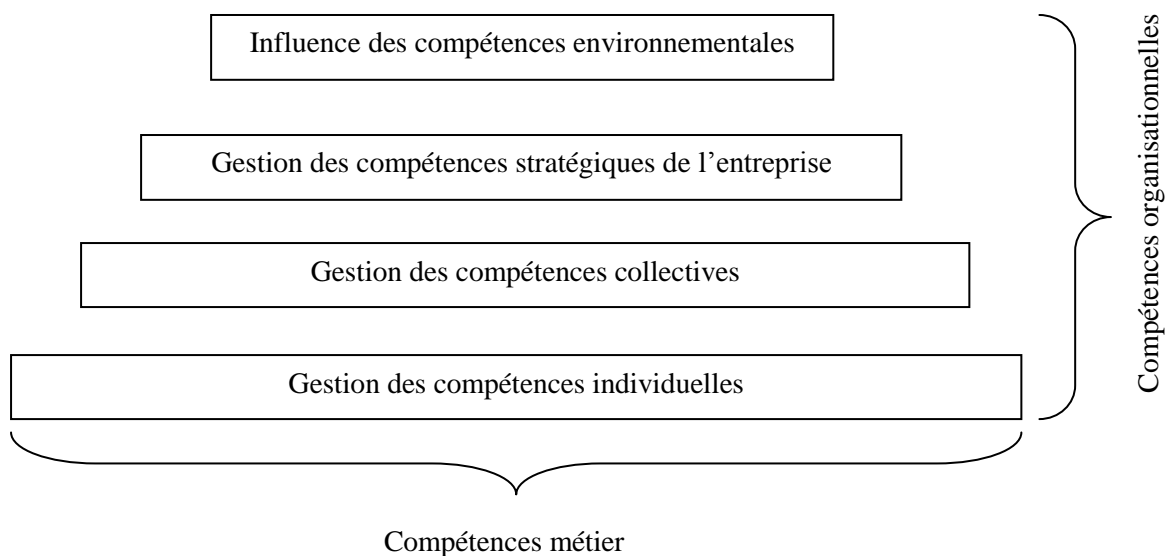 Influence des compétences environnementales
Gestion des compétences stratégiques de l’entreprise
Gestion des compétences collectives
Gestion des compétences individuelles
Compétences métier
Compétences organisationnelles